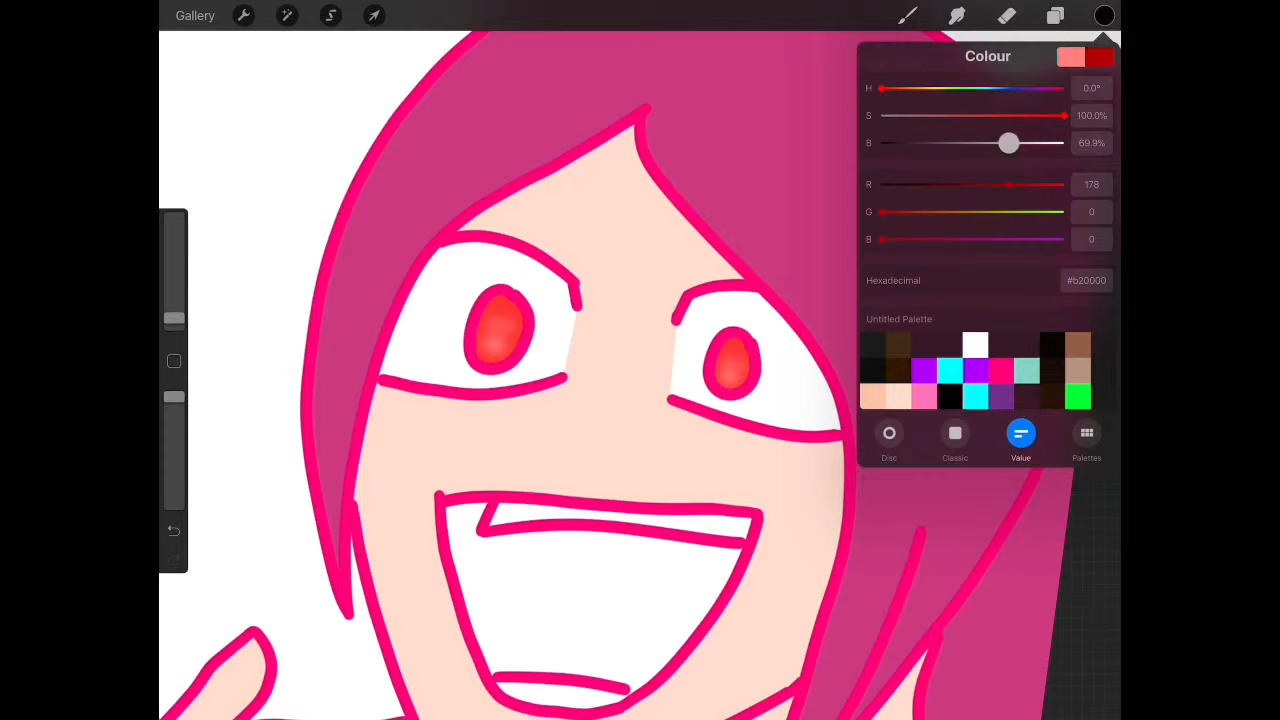 Gallery
Colour
H 0.0°
S 100.0%
B 69.9%
R 178
G 0
B 0
Hexadecimal #b20000
Untitled Palette
Disc Classic Value Palettes